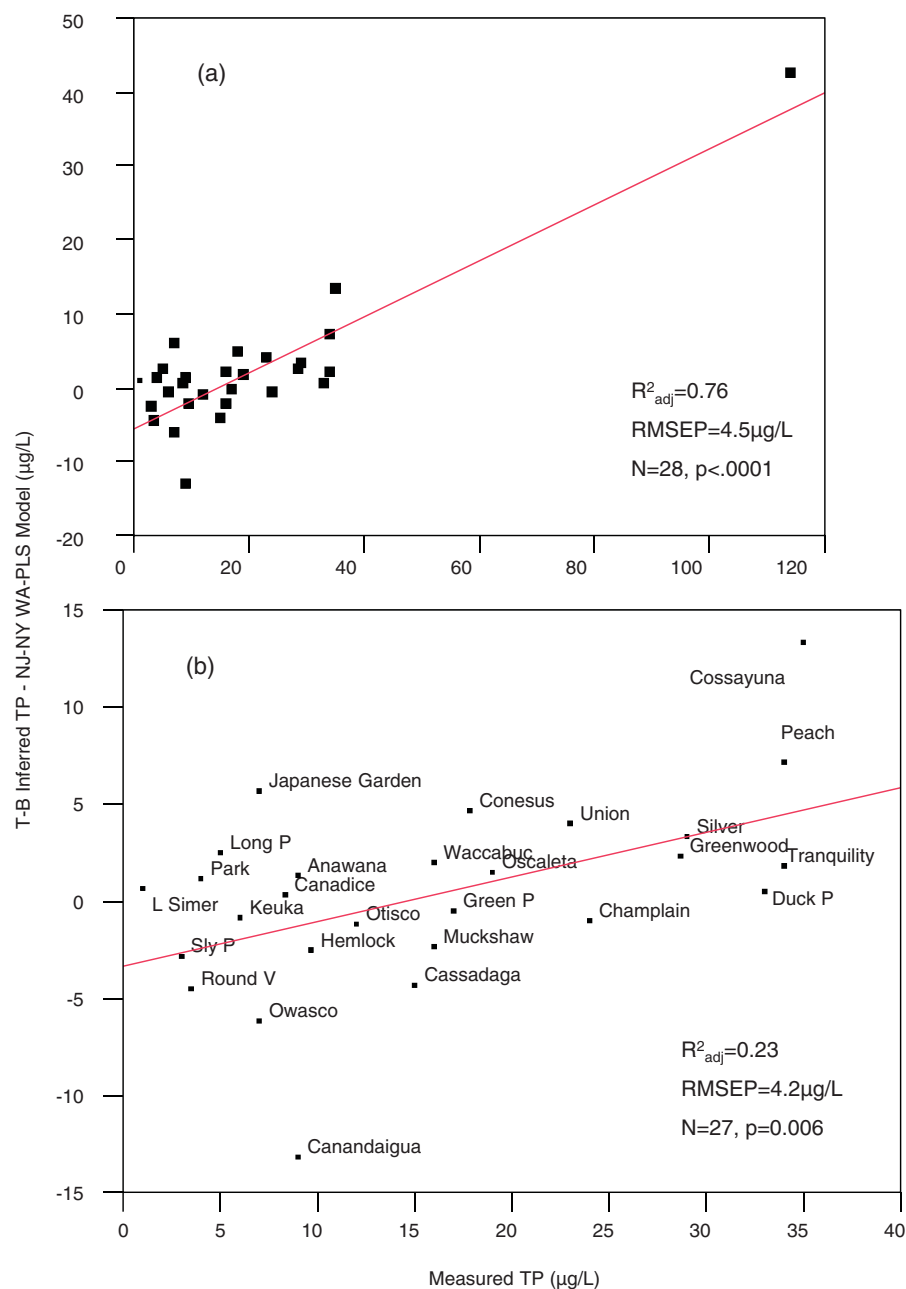 T-B Inferred TP - NJ-NY WA-PLS Model (µg/L)
50
40
30
20
10
0
-10
-20
(a)
R²adj=0.76
RMSEP=4.5µg/L
N=28, p<.0001
0 20 40 60 80 100 120
15
10
5
0
-5
-10
-15
(b)
Cossayuna
Peach
Japanese Garden
Conesus
Union
Silver
Long P
Waccabuc
Greenwood
Park
Anawana
Oscaleta
Tranquility
Canadice
L Simer
Keuka
Otisco
Green P
Champlain
Duck P
Sly P
Hemlock
Muckshaw
Round V
Cassadaga
Owasco
Canandaigua
R²adj=0.23
RMSEP=4.2µg/L
N=27, p=0.006
0 5 10 15 20 25 30 35 40
Measured TP (µg/L)